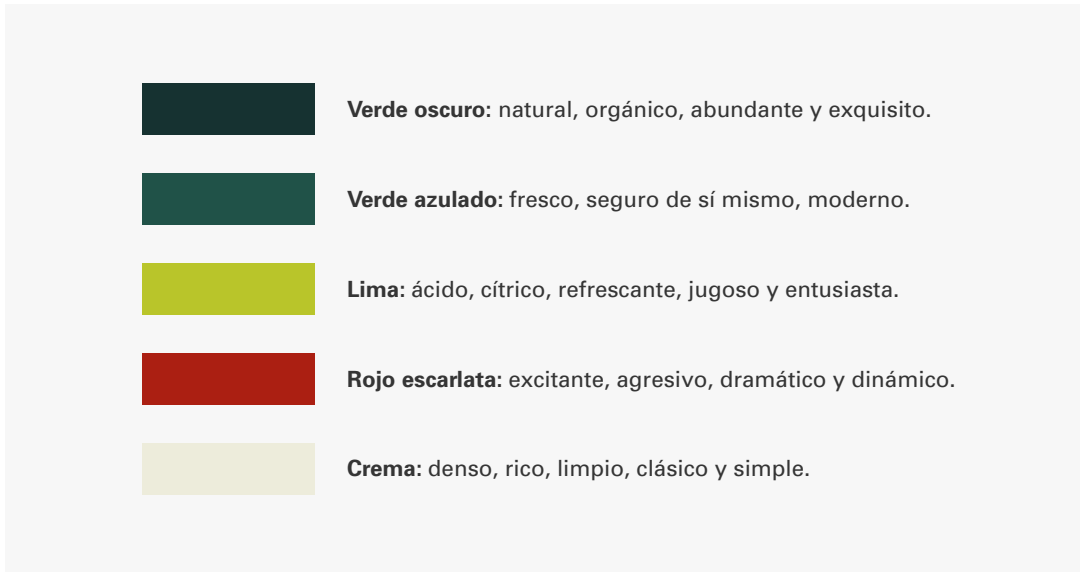 Verde oscuro: natural, orgánico, abundante y exquisito.
Verde azulado: fresco, seguro de sí mismo, moderno.
Lima: ácido, cítrico, refrescante, jugoso y entusiasta.
Rojo escarlata: excitante, agresivo, dramático y dinámico.
Crema: denso, rico, limpio, clásico y simple.